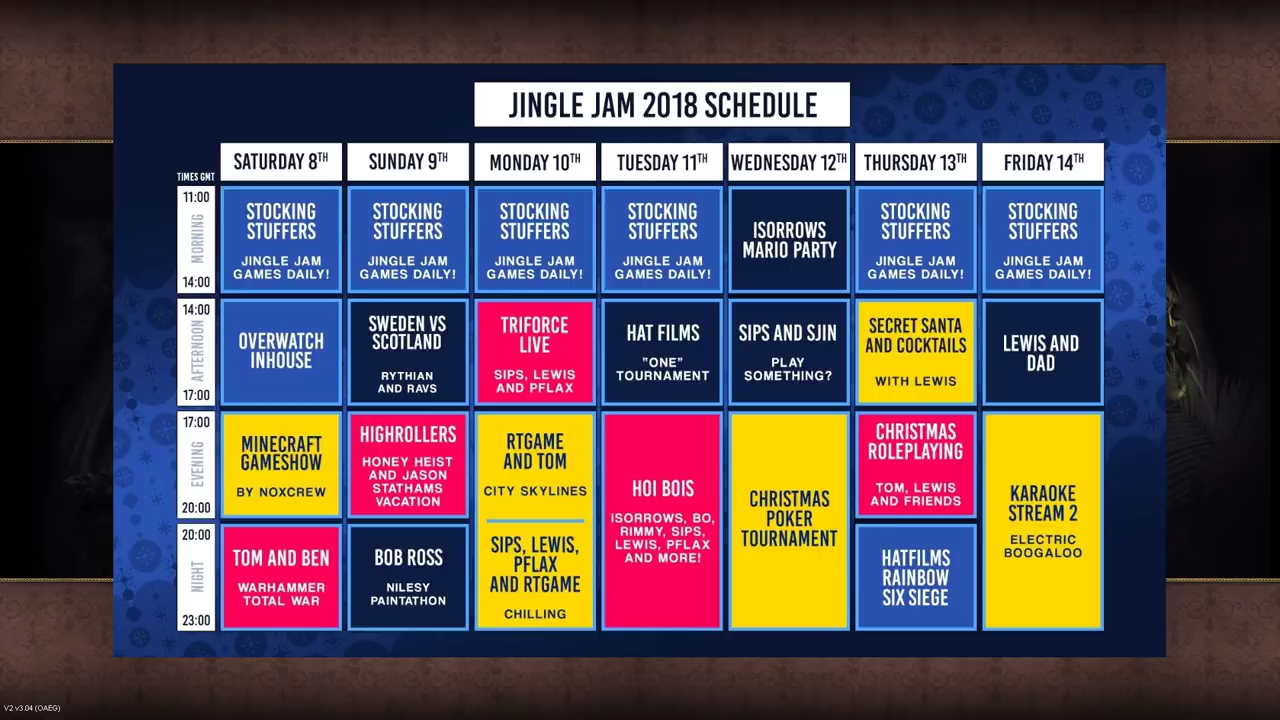 JINGLE JAM 2018 SCHEDULE
TIMES GMT
SATURDAY 8TH
SUNDAY 9TH
MONDAY 10TH
TUESDAY 11TH
WEDNESDAY 12TH
THURSDAY 13TH
FRIDAY 14TH
11:00
MORNING
14:00
STOCKING
STUFFERS
JINGLE JAM
GAMES DAILY!
STOCKING
STUFFERS
JINGLE JAM
GAMES DAILY!
STOCKING
STUFFERS
JINGLE JAM
GAMES DAILY!
STOCKING
STUFFERS
JINGLE JAM
GAMES DAILY!
ISORROWS
MARIO PARTY
STOCKING
STUFFERS
JINGLE JAM
GAMES DAILY!
STOCKING
STUFFERS
JINGLE JAM
GAMES DAILY!
14:00
AFTERNOON
17:00
OVERWATCH
INHOUSE
SWEDEN VS
SCOTLAND
RYTHIAN
AND RAVS
TRIFORCE
LIVE
SIPS, LEWIS
AND PFLAX
HAT FILMS
"ONE"
TOURNAMENT
SIPS AND SJIN
PLAY
SOMETHING?
SECRET SANTA
AND COCKTAILS
WITH LEWIS
LEWIS AND
DAD
17:00
EVENING
20:00
MINECRAFT
GAMESHOW
BY NOXCREW
HIGHROLLERS
HONEY HEIST
AND JASON
STATHAMS
VACATION
RTGAME
AND TOM
CITY SKYLINES
HOI BOIS
ISORROWS, BO,
RIMMY, SIPS,
LEWIS, PFLAX
AND MORE!
CHRISTMAS
POKER
TOURNAMENT
CHRISTMAS
ROLEPLAYING
TOM, LEWIS
AND FRIENDS
KARAOKE
STREAM 2
ELECTRIC
BOOGALOO
20:00
NIGHT
23:00
TOM AND BEN
WARHAMMER
TOTAL WAR
BOB ROSS
NILESY
PAINTATHON
SIPS, LEWIS,
PFLAX
AND RTGAME
CHILLING
HATFILMS
RAINBOW
SIX SIEGE
V2 v3.04 (OAEG)